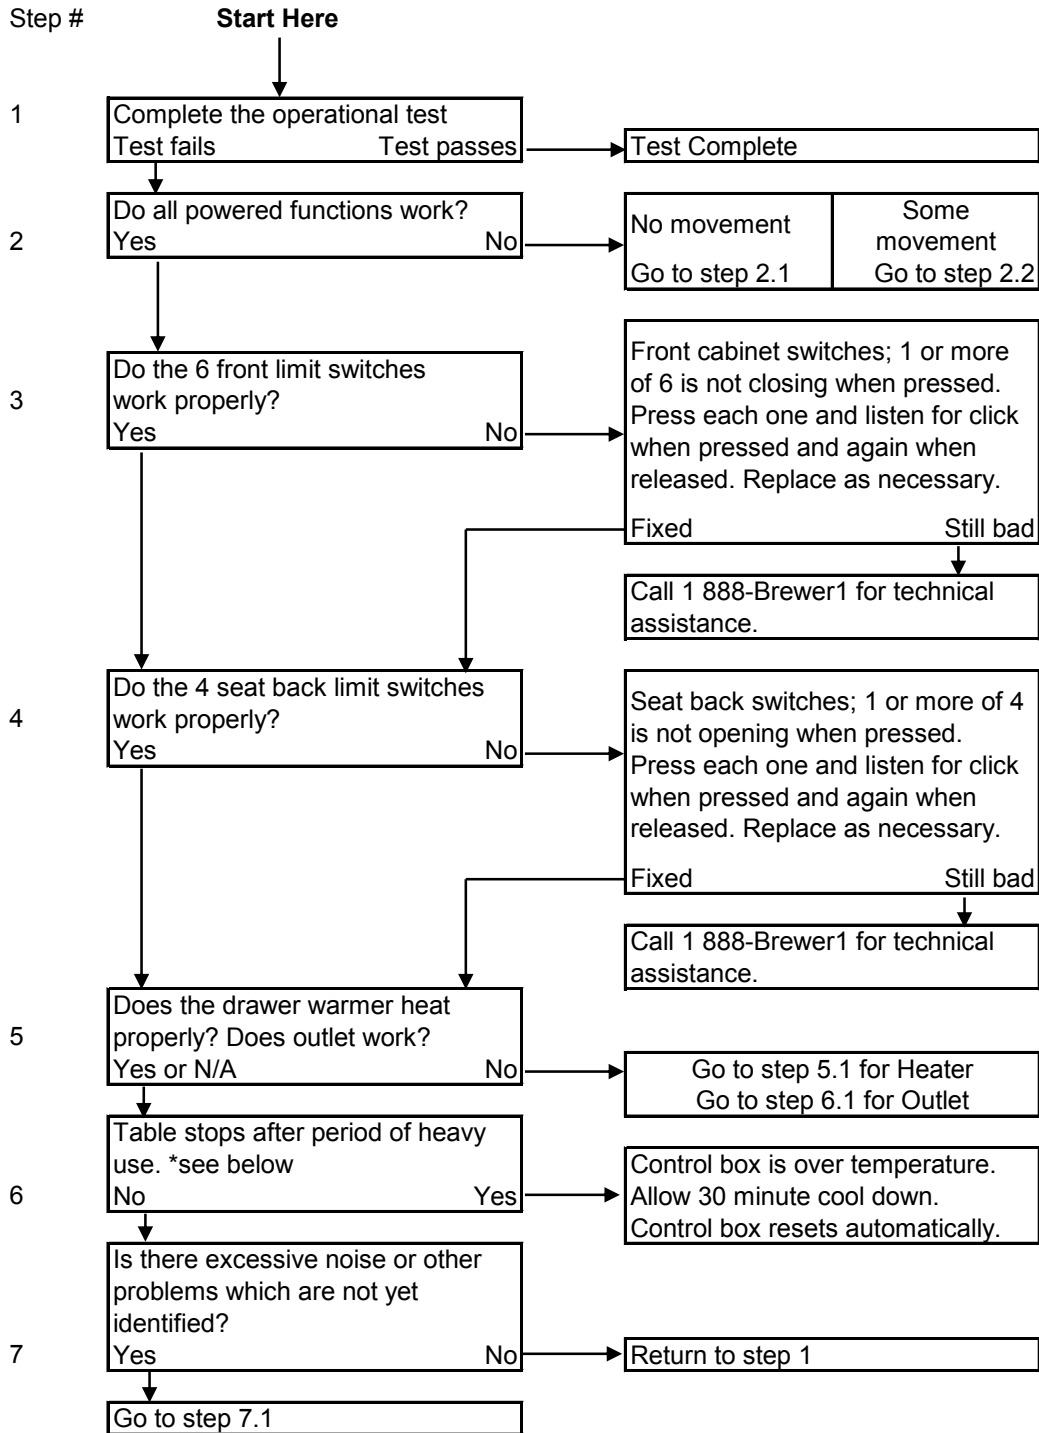 Step #
Start Here
1
Complete the operational test
Test fails Test passes
Test Complete
2
Do all powered functions work?
Yes No
No movement
Go to step 2.1
Some
movement
Go to step 2.2
3
Do the 6 front limit switches
work properly?
Yes No
Front cabinet switches; 1 or more
of 6 is not closing when pressed.
Press each one and listen for click
when pressed and again when
released. Replace as necessary.
Fixed Still bad
Call 1 888-Brewer1 for technical
assistance.
4
Do the 4 seat back limit switches
work properly?
Yes No
Seat back switches; 1 or more of 4
is not opening when pressed.
Press each one and listen for click
when pressed and again when
released. Replace as necessary.
Fixed Still bad
Call 1 888-Brewer1 for technical
assistance.
5
Does the drawer warmer heat
properly? Does outlet work?
Yes or N/A No
Go to step 5.1 for Heater
Go to step 6.1 for Outlet
6
Table stops after period of heavy
use. *see below
No Yes
Control box is over temperature.
Allow 30 minute cool down.
Control box resets automatically.
7
Is there excessive noise or other
problems which are not yet
identified?
Yes No
Return to step 1
Go to step 7.1